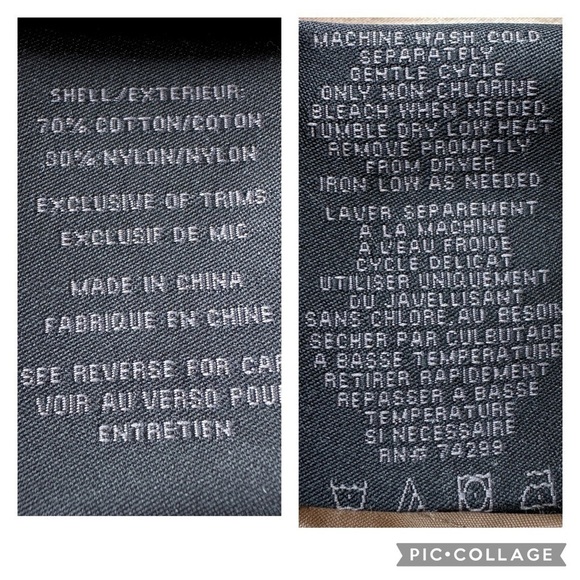 SHELL/EXTERIEUR:
70% COTTON/COTON
30% NYLON/NYLON
EXCLUSIVE OF TRIMS
EXCLUSIF DE MIC
MADE IN CHINA
FABRIQUE EN CHINE
SEE REVERSE FOR CAR
VOIR AU VERSO POUR
ENTRETIEN
MACHINE WASH COLD
SEPARATELY
GENTLE CYCLE
ONLY NON-CHLORINE
BLEACH WHEN NEEDED
TUMBLE DRY LOW HEAT
REMOVE PROMPTLY
FROM DRYER
IRON LOW AS NEEDED
LAVER SEPAREMENT
A LA MACHINE
A L'EAU FROIDE
CYCLE DELICAT
UTILISER UNIQUEMENT
DU JAVELLISANT
SANS CHLORE, AU BESOIN
SECHER PAR CULBUTAGE
A BASSE TEMPERATURE
RETIRER RAPIDEMENT
REPASSER A BASSE
TEMPERATURE
SI NECESSAIRE
RN# 74299
PIC•COLLAGE